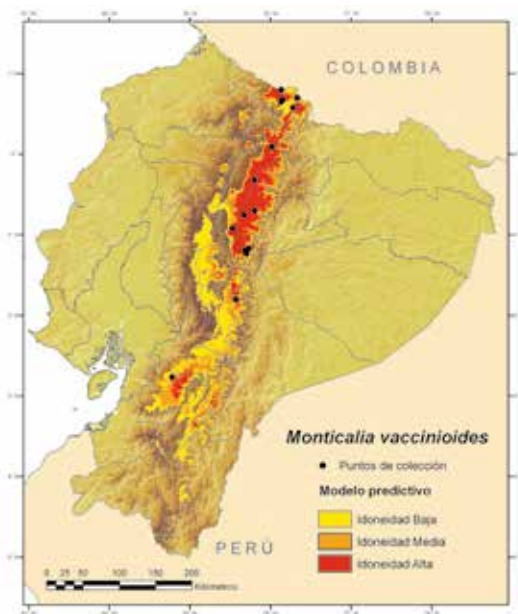 COLOMBIA
Monticalia vaccinioides
Puntos de colección
Modelo predictivo
Idoneidad Baja
Idoneidad Media
Idoneidad Alta
PERÚ
0 25 50 100 150 200
Kilometers